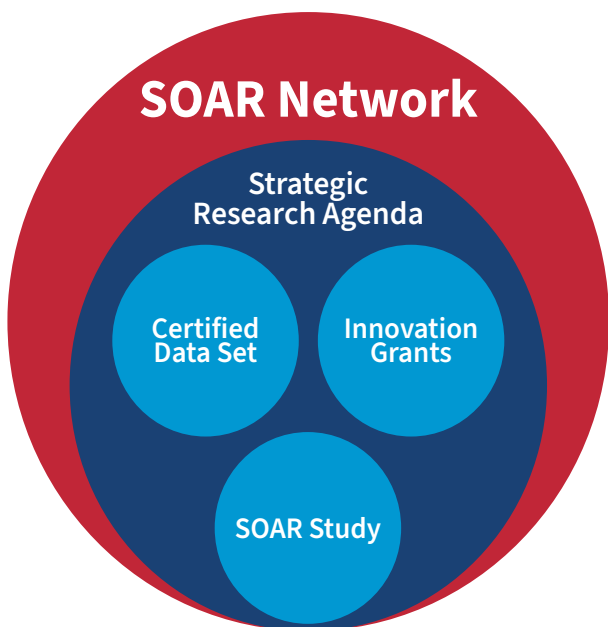 SOAR Network
Strategic
Research Agenda
Certified
Data Set
Innovation
Grants
SOAR Study